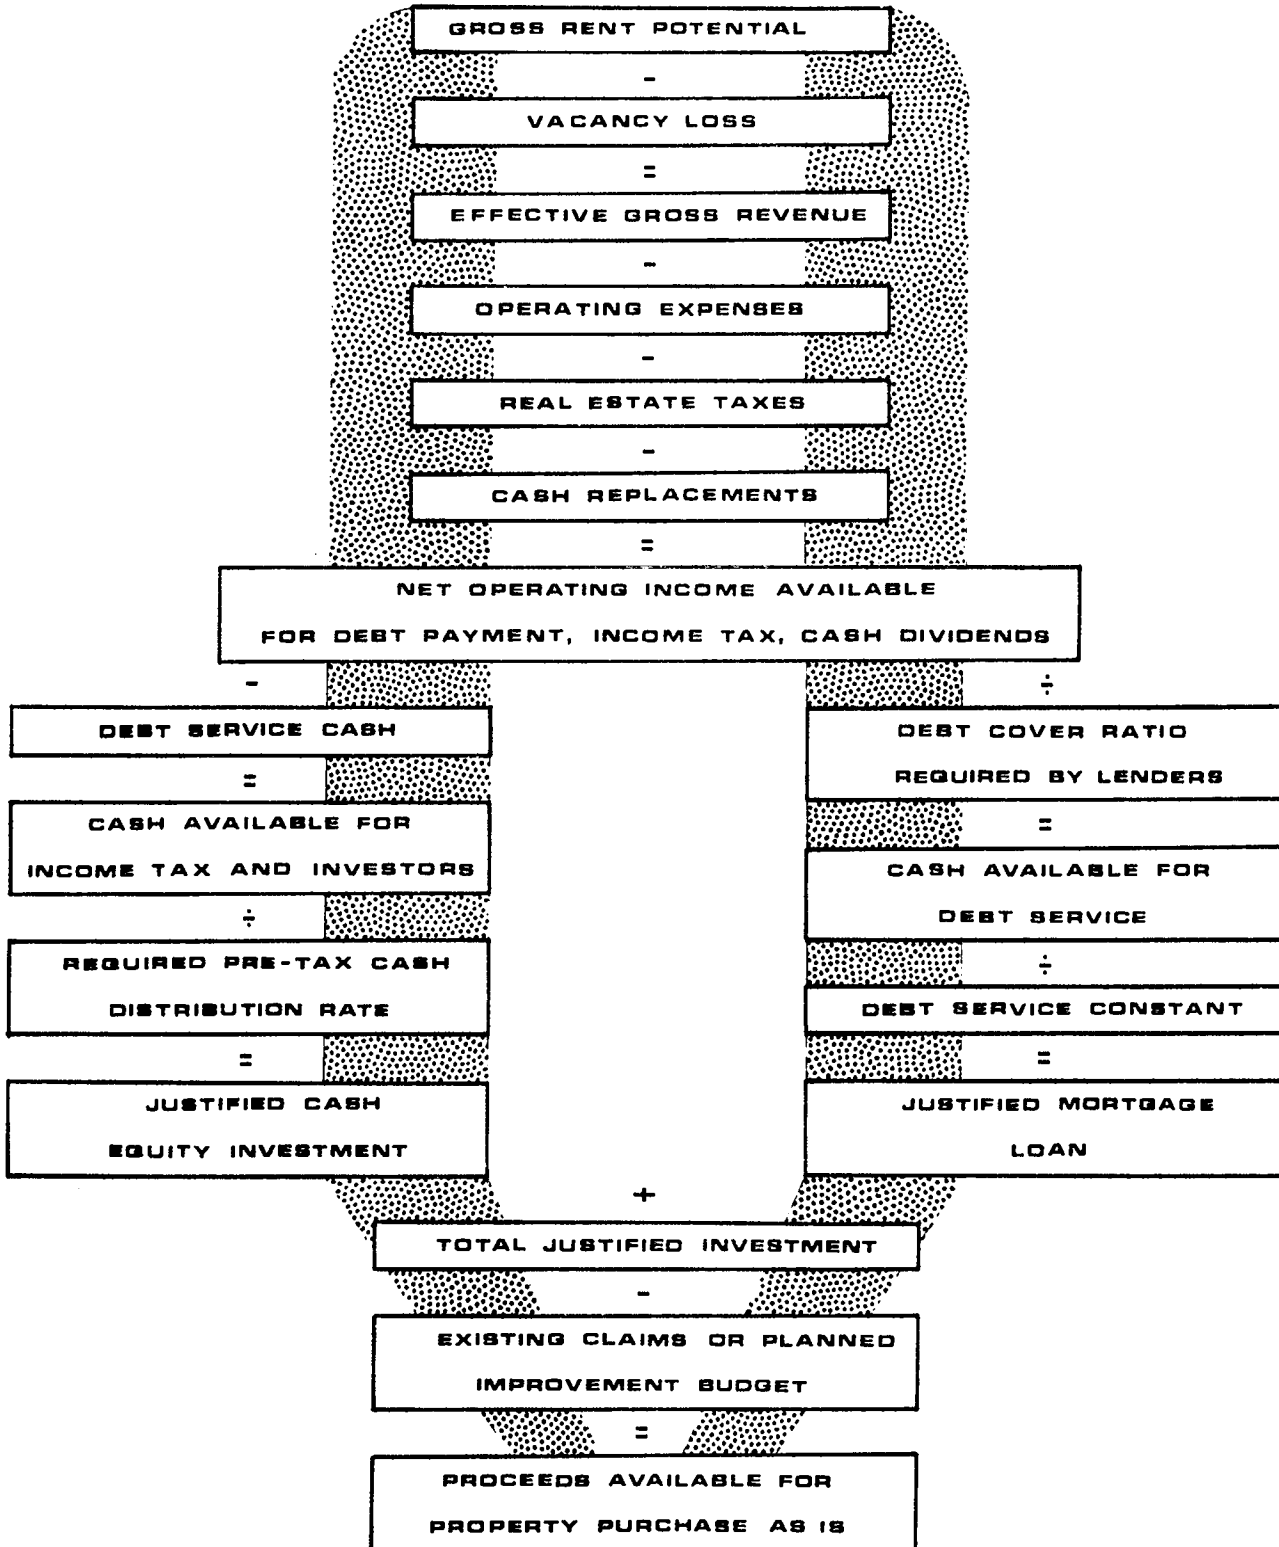 GROSS RENT POTENTIAL
-
VACANCY LOSS
=
EFFECTIVE GROSS REVENUE
-
OPERATING EXPENSES
-
REAL ESTATE TAXES
-
CASH REPLACEMENTS
=
NET OPERATING INCOME AVAILABLE
FOR DEBT PAYMENT, INCOME TAX, CASH DIVIDENDS
-
DEBT SERVICE CASH
=
CASH AVAILABLE FOR
INCOME TAX AND INVESTORS
÷
REQUIRED PRE-TAX CASH
DISTRIBUTION RATE
=
JUSTIFIED CASH
EQUITY INVESTMENT
÷
DEBT COVER RATIO
REQUIRED BY LENDERS
=
CASH AVAILABLE FOR
DEBT SERVICE
÷
DEBT SERVICE CONSTANT
=
JUSTIFIED MORTGAGE
LOAN
+
TOTAL JUSTIFIED INVESTMENT
-
EXISTING CLAIMS OR PLANNED
IMPROVEMENT BUDGET
=
PROCEEDS AVAILABLE FOR
PROPERTY PURCHASE AS IS